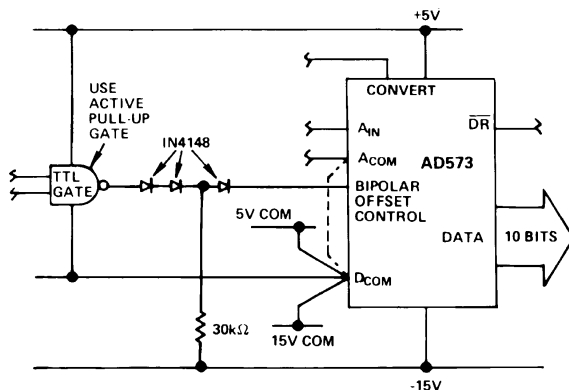 +5V
USE
ACTIVE
PULL-UP
GATE
CONVERT
IN4148
AIN
DR
TTL
GATE
ACOM
AD573
BIPOLAR
OFFSET
CONTROL
5V COM
DATA
10 BITS
DCOM
30kΩ
15V COM
-15V